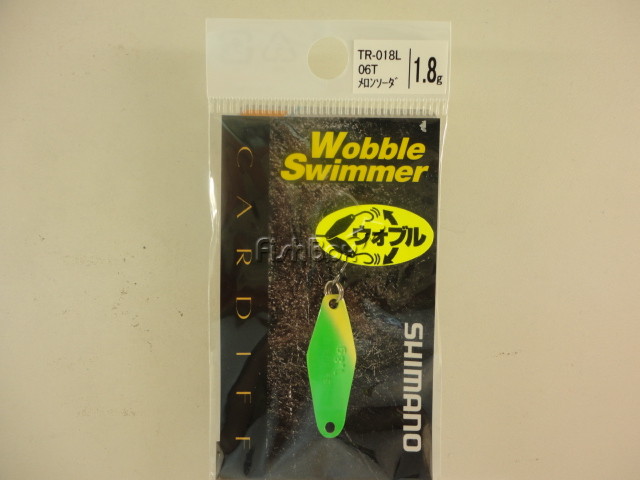 TR-018L
06T
メロンソーダ
1.8g
Wobble
Swimmer
CARDIFF
ウォブル
FishBox
SHIMANO